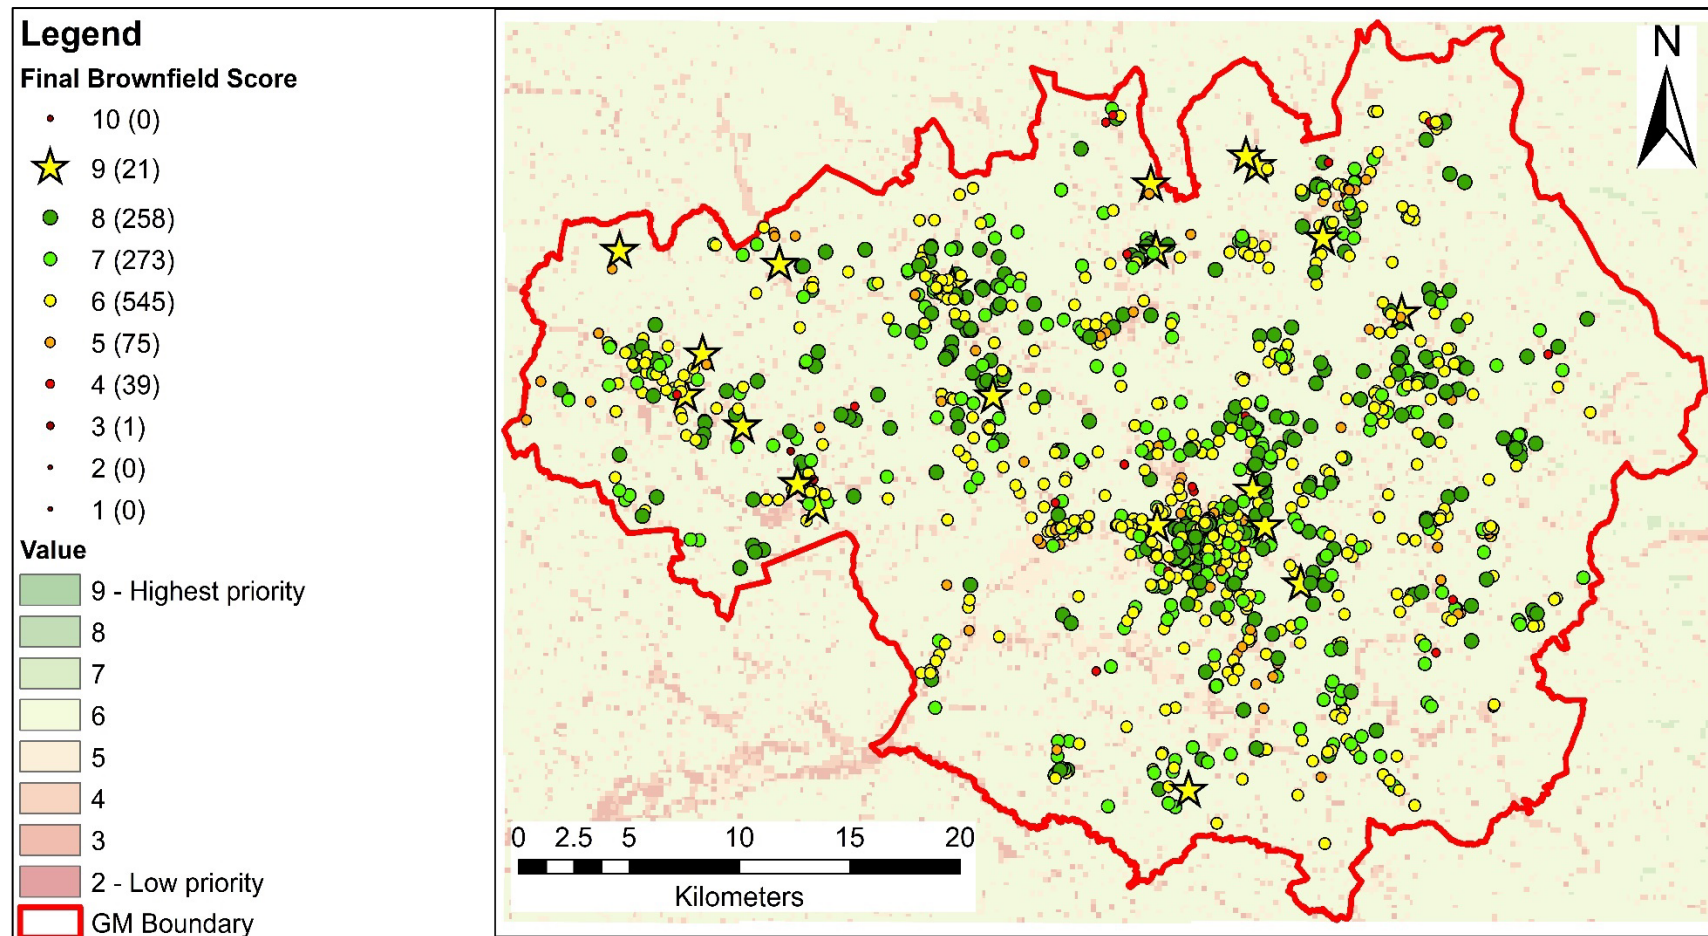 Legend
Final Brownfield Score
10 (0)
9 (21)
8 (258)
7 (273)
6 (545)
5 (75)
4 (39)
3 (1)
2 (0)
1 (0)
Value
9 - Highest priority
8
7
6
5
4
3
2 - Low priority
GM Boundary
N
0 2.5 5 10 15 20
Kilometers